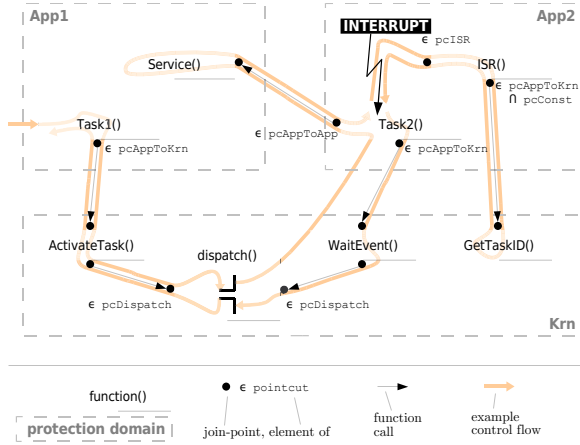 App1
App2
INTERRUPT
ϵ pcISR
Service()
ISR()
ϵ pcAppToKrn
∩ pcConst
Task1()
ϵ pcAppToApp
Task2()
ϵ pcAppToKrn
ϵ pcAppToKrn
ActivateTask()
dispatch()
WaitEvent()
GetTaskID()
ϵ pcDispatch
ϵ pcDispatch
Krn
function()
ϵ pointcut
protection domain
join-point, element of
function
call
example
control flow